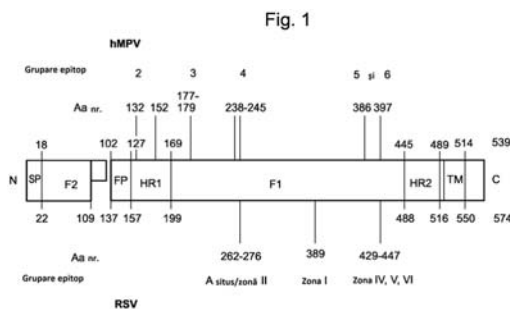 Fig. 1
hMPV
Grupare epitop 2 3 4 5 și 6
177-
Aa nr. 132 152 179 238-245 386 397
18 102 127 169 445 489 514 539
N SP F2 FP HR1 F1 HR2 TM C
22 109 137 157 199 488 516 550 574
Aa nr. 262-276 389 429-447
Grupare epitop A situs/zonă II Zona I Zona IV, V, VI
RSV